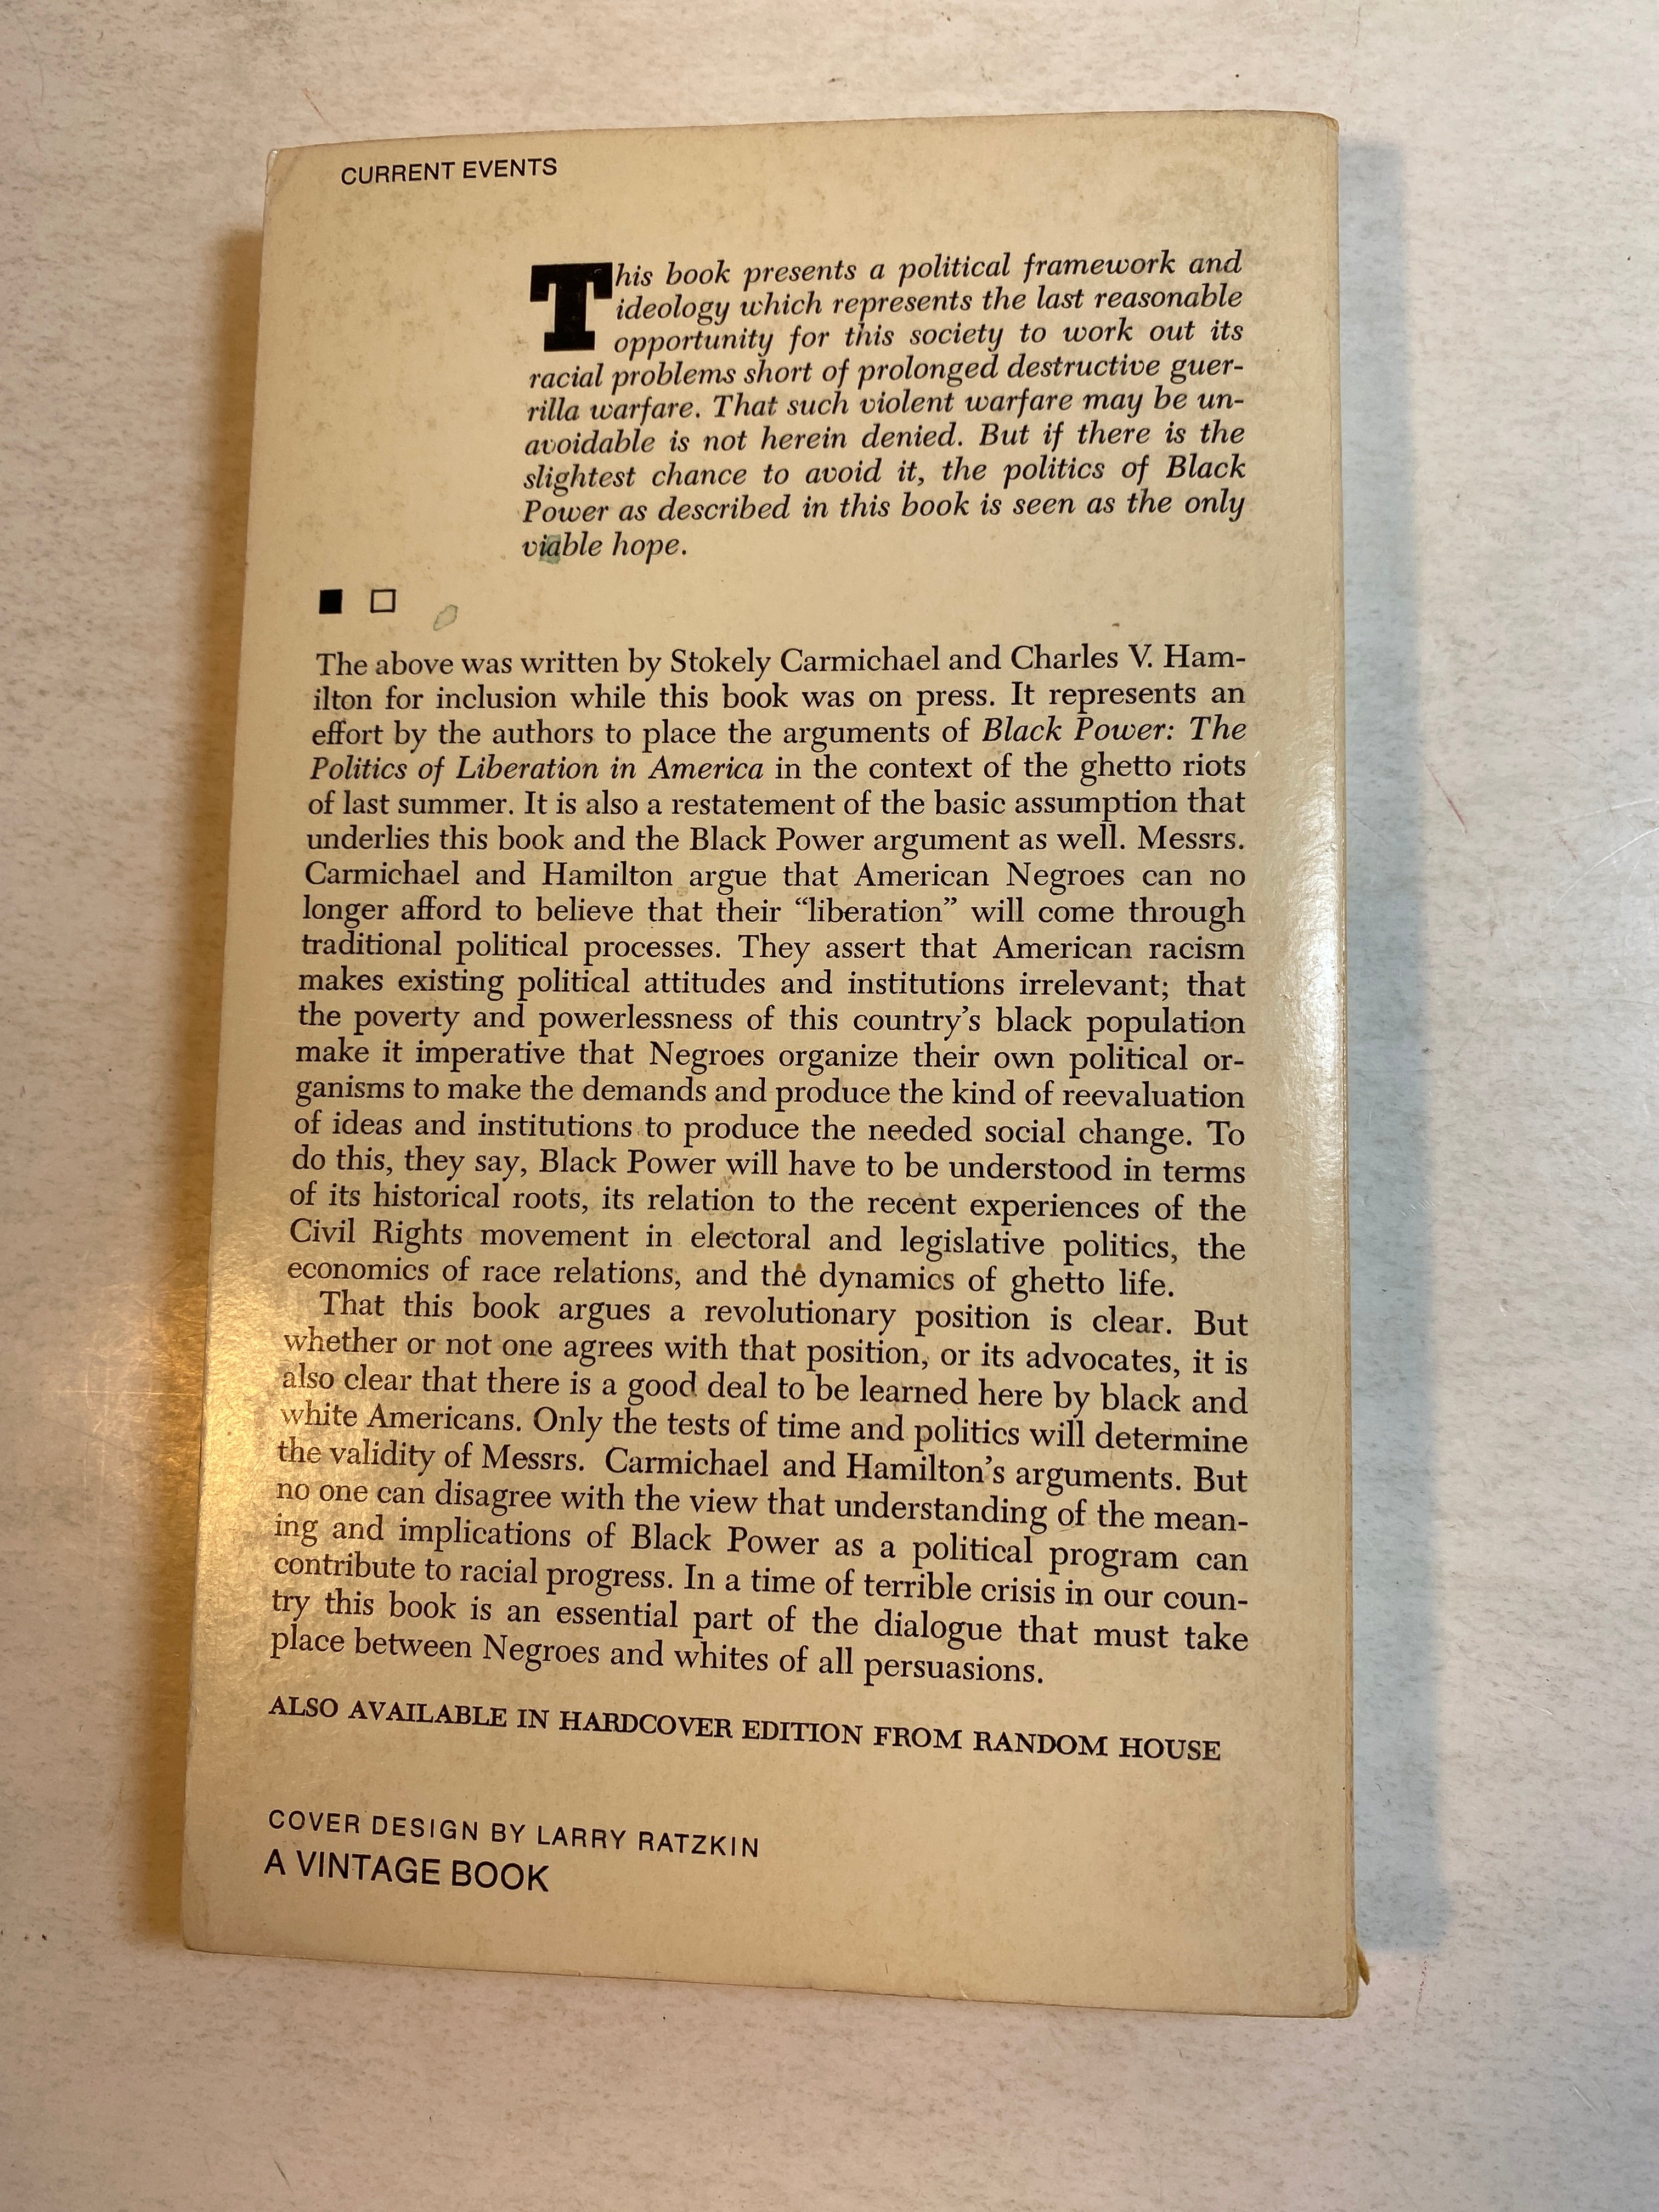 CURRENT EVENTS
This book presents a political framework and
ideology which represents the last reasonable
opportunity for this society to work out its
racial problems short of prolonged destructive guer-
rilla warfare. That such violent warfare may be un-
avoidable is not herein denied. But if there is the
slightest chance to avoid it, the politics of Black
Power as described in this book is seen as the only
viable hope.
The above was written by Stokely Carmichael and Charles V. Ham-
ilton for inclusion while this book was on press. It represents an
effort by the authors to place the arguments of Black Power: The
Politics of Liberation in America in the context of the ghetto riots
of last summer. It is also a restatement of the basic assumption that
underlies this book and the Black Power argument as well. Messrs.
Carmichael and Hamilton argue that American Negroes can no
longer afford to believe that their “liberation” will come through
traditional political processes. They assert that American racism
makes existing political attitudes and institutions irrelevant; that
the poverty and powerlessness of this country’s black population
make it imperative that Negroes organize their own political or-
ganisms to make the demands and produce the kind of reevaluation
of ideas and institutions to produce the needed social change. To
do this, they say, Black Power will have to be understood in terms
of its historical roots, its relation to the recent experiences of the
Civil Rights movement in electoral and legislative politics, the
economics of race relations, and the dynamics of ghetto life.
That this book argues a revolutionary position is clear. But
whether or not one agrees with that position, or its advocates, it is
also clear that there is a good deal to be learned here by black and
white Americans. Only the tests of time and politics will determine
the validity of Messrs. Carmichael and Hamilton’s arguments. But
no one can disagree with the view that understanding of the mean-
ing and implications of Black Power as a political program can
contribute to racial progress. In a time of terrible crisis in our coun-
try this book is an essential part of the dialogue that must take
place between Negroes and whites of all persuasions.
ALSO AVAILABLE IN HARDCOVER EDITION FROM RANDOM HOUSE
COVER DESIGN BY LARRY RATZKIN
A VINTAGE BOOK